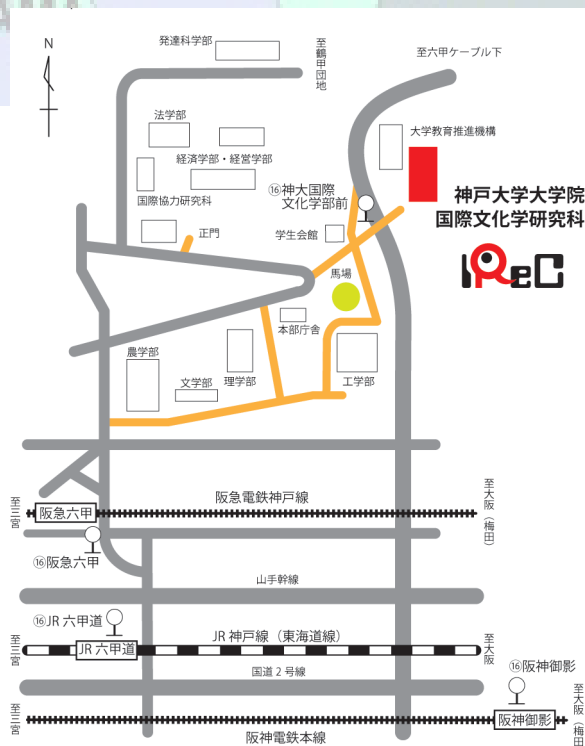 N
発達科学部
至鶴甲団地
至六甲ケーブル下
法学部
大学教育推進機構
経済学部・経営学部
国際協力研究科
⑯神大国際
文化学部前
神戸大学大学院
国際文化学研究科
正門
学生会館
IReC
馬場
本部庁舎
農学部
文学部
理学部
工学部
阪急電鉄神戸線
至大阪（梅田）
至三宮
阪急六甲
⑯阪急六甲
山手幹線
⑯JR 六甲道
JR 神戸線（東海道線）
至三宮
JR 六甲道
至大阪
国道2号線
⑯阪神御影
至三宮
阪神電鉄本線
阪神御影
至大阪（梅田